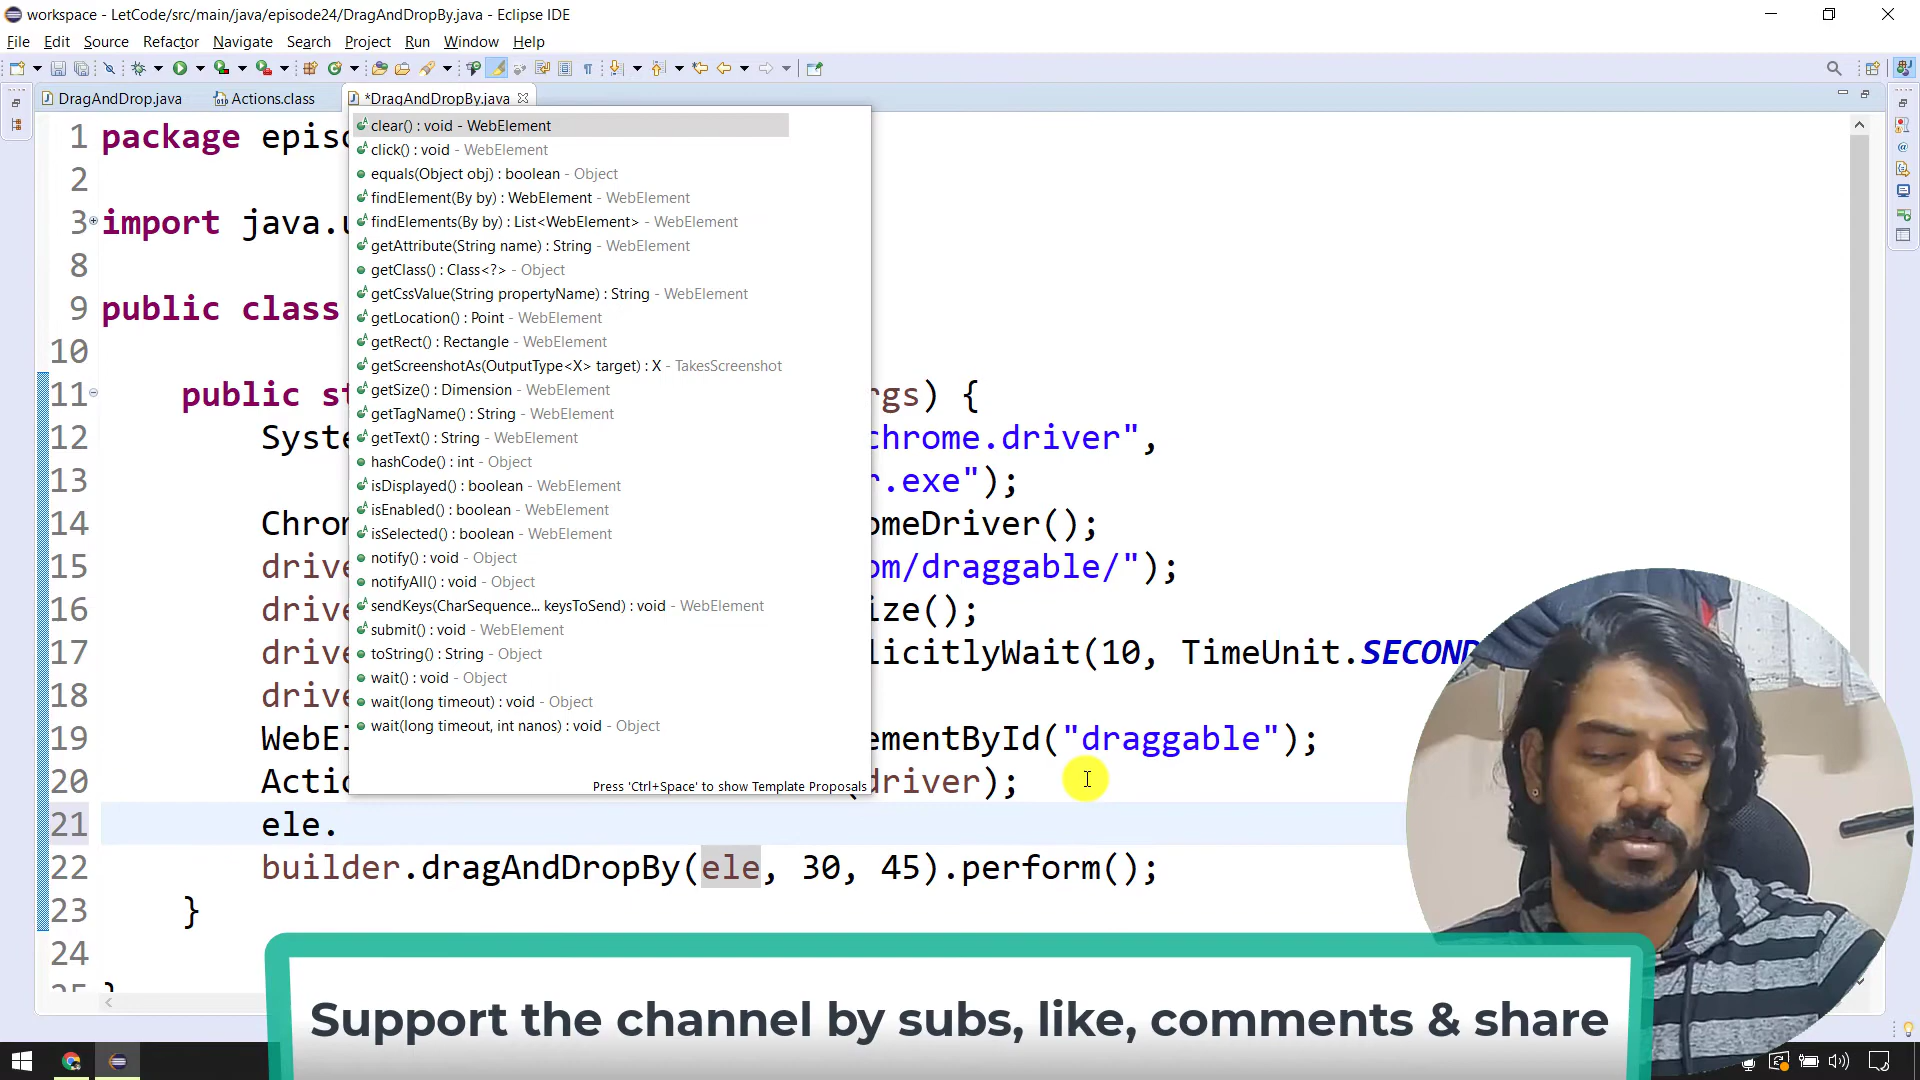 workspace - LetCode/src/main/java/episode24/DragAndDropBy.java - Eclipse IDE
File Edit Source Refactor Navigate Search Project Run Window Help
DragAndDrop.java Actions.class *DragAndDropBy.java
1 package episo
2
3 import java.u
8
9 public class
10
11 public st rgs) {
12 Syste chrome.driver",
13 r.exe");
14 Chrom omeDriver();
15 drive om/draggable/");
16 drive ize();
17 drive licitlyWait(10, TimeUnit.SECOND
18 drive
19 WebEl ementById("draggable");
20 Actio (driver);
21 ele.
22 builder.dragAndDropBy(ele, 30, 45).perform();
23 }
24
25 }
clear() : void - WebElement
click() : void - WebElement
equals(Object obj) : boolean - Object
findElement(By by) : WebElement - WebElement
findElements(By by) : List<WebElement> - WebElement
getAttribute(String name) : String - WebElement
getClass() : Class<?> - Object
getCssValue(String propertyName) : String - WebElement
getLocation() : Point - WebElement
getRect() : Rectangle - WebElement
getScreenshotAs(OutputType<X> target) : X - TakesScreenshot
getSize() : Dimension - WebElement
getTagName() : String - WebElement
getText() : String - WebElement
hashCode() : int - Object
isDisplayed() : boolean - WebElement
isEnabled() : boolean - WebElement
isSelected() : boolean - WebElement
notify() : void - Object
notifyAll() : void - Object
sendKeys(CharSequence... keysToSend) : void - WebElement
submit() : void - WebElement
toString() : String - Object
wait() : void - Object
wait(long timeout) : void - Object
wait(long timeout, int nanos) : void - Object
Press 'Ctrl+Space' to show Template Proposals
Support the channel by subs, like, comments & share